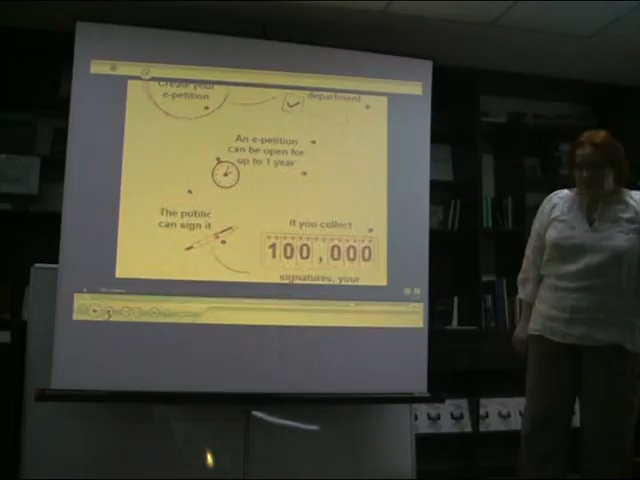 Create your
e-petition
department
An e-petition
can be open for
up to 1 year
The public
can sign it
If you collect
100,000
signatures, your